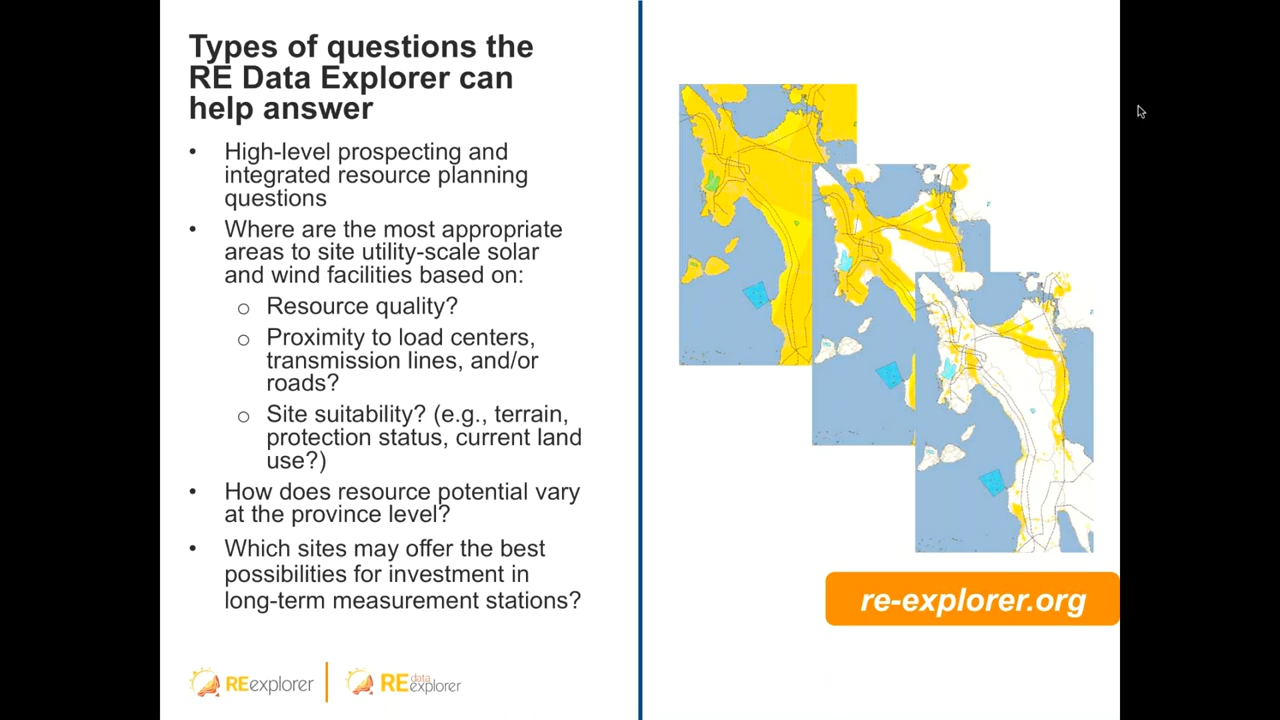 Types of questions the
RE Data Explorer can
help answer
• High-level prospecting and
integrated resource planning
questions
• Where are the most appropriate
areas to site utility-scale solar
and wind facilities based on:
o Resource quality?
o Proximity to load centers,
transmission lines, and/or
roads?
o Site suitability? (e.g., terrain,
protection status, current land
use?)
• How does resource potential vary
at the province level?
• Which sites may offer the best
possibilities for investment in
long-term measurement stations?
re-explorer.org
REexplorer
RE data explorer